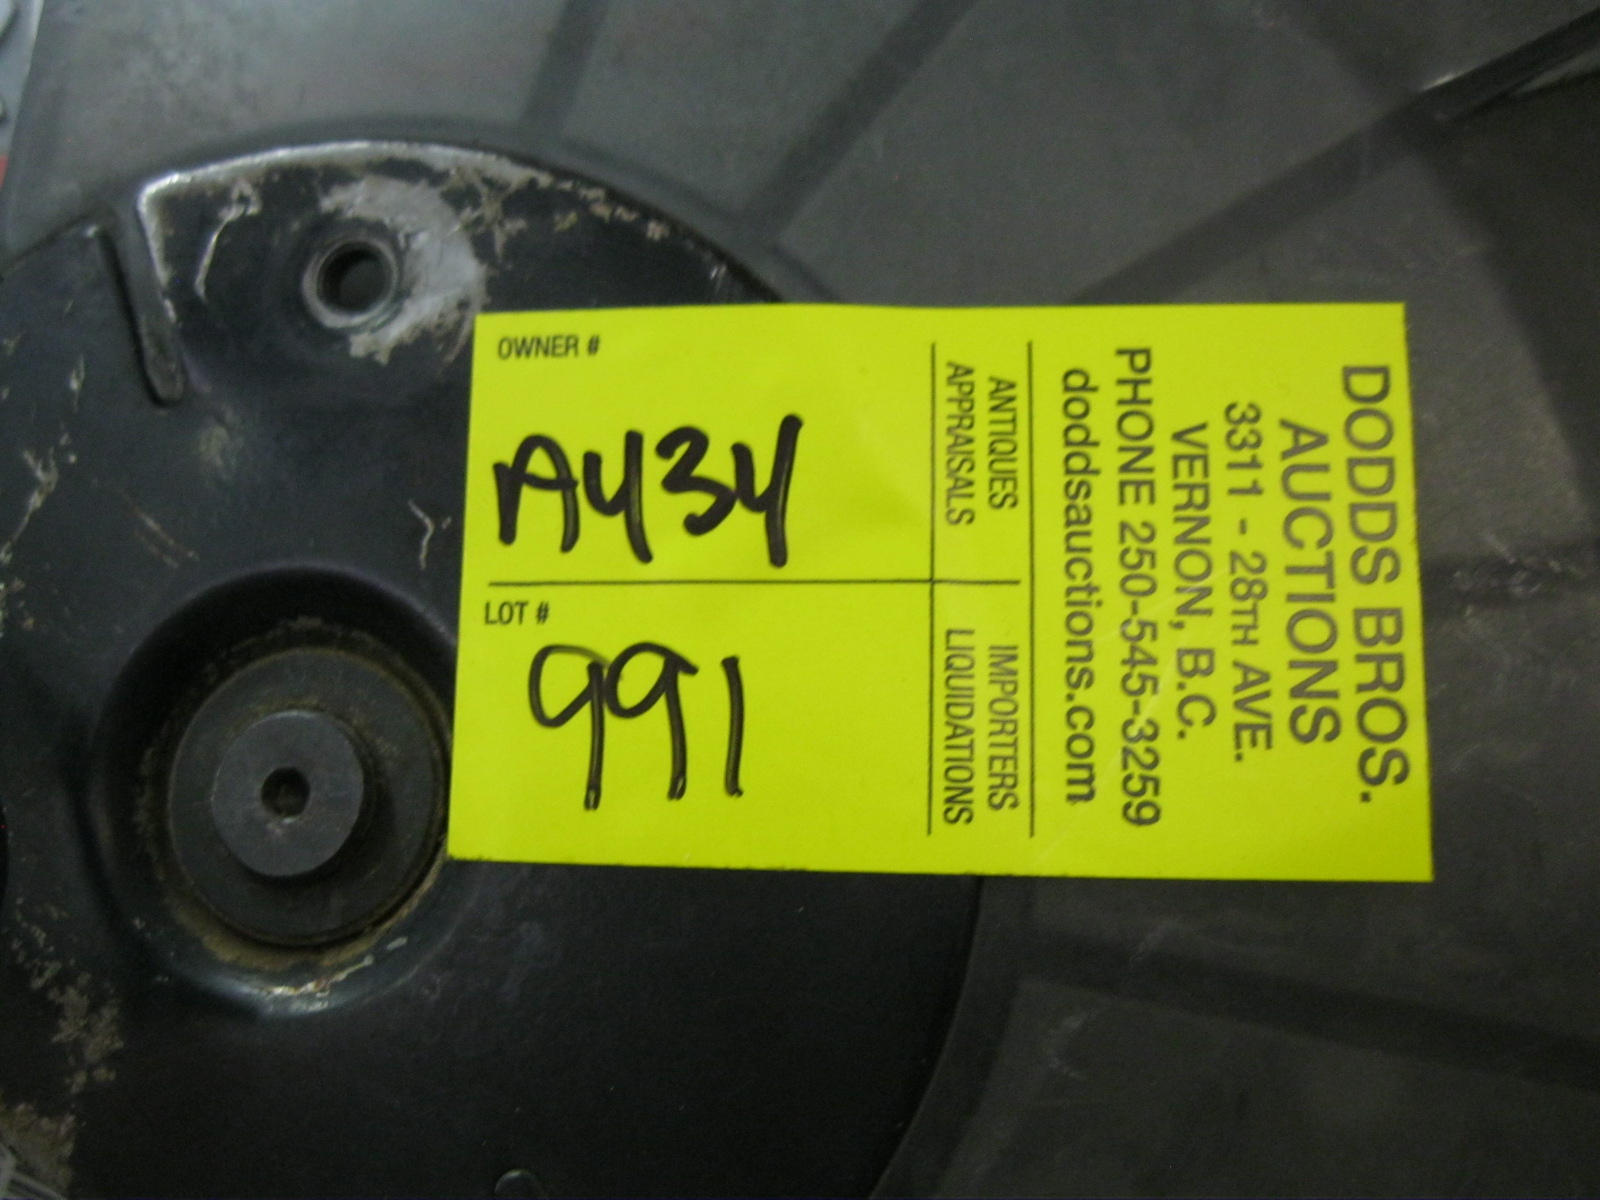 DODDS BROS.
AUCTIONS
3311 - 28TH AVE.
VERNON, B.C.
PHONE 250-545-3259
doddsauctions.com
ANTIQUES
APPRAISALS
IMPORTERS
LIQUIDATIONS
OWNER #
A434
LOT #
991